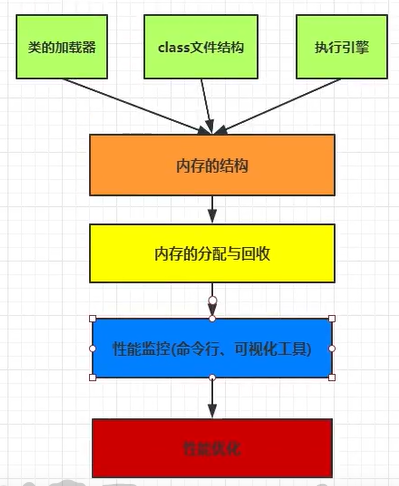 类的加载器
class文件结构
执行引擎
内存的结构
内存的分配与回收
性能监控(命令行、可视化工具)
性能优化